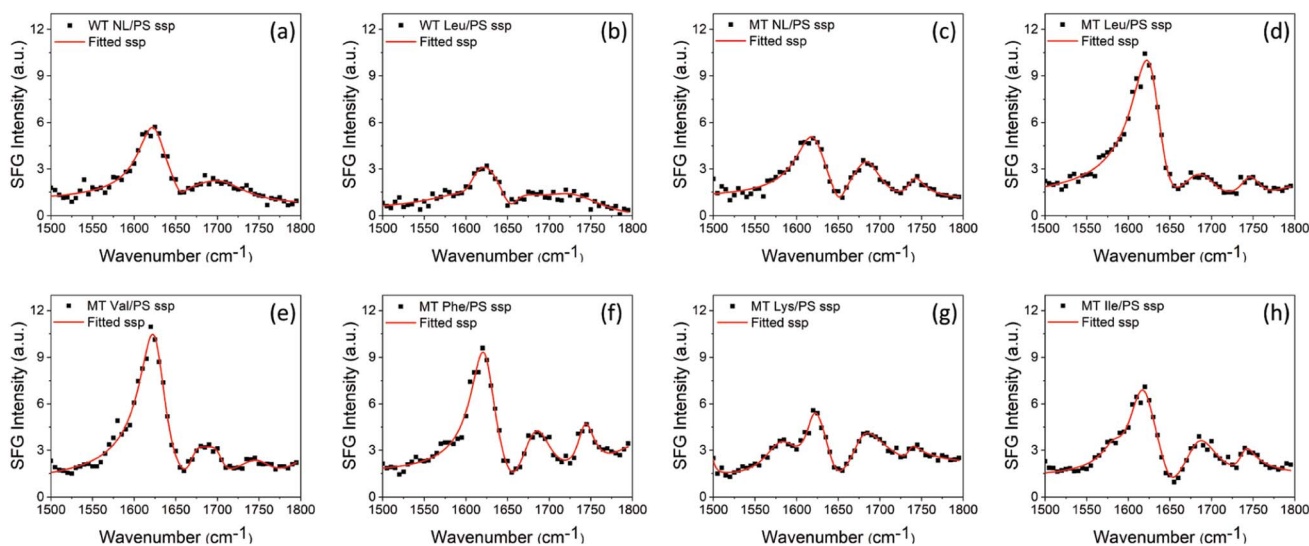 WT NL/PS ssp
Fitted ssp
(a)
SFG Intensity (a.u.)
12
9
6
3
0
1500 1550 1600 1650 1700 1750 1800
Wavenumber (cm-1)
WT Leu/PS ssp
Fitted ssp
(b)
SFG Intensity (a.u.)
12
9
6
3
0
1500 1550 1600 1650 1700 1750 1800
Wavenumber (cm-1)
MT NL/PS ssp
Fitted ssp
(c)
SFG Intensity (a.u.)
12
9
6
3
0
1500 1550 1600 1650 1700 1750 1800
Wavenumber (cm-1)
MT Leu/PS ssp
Fitted ssp
(d)
SFG Intensity (a.u.)
12
9
6
3
0
1500 1550 1600 1650 1700 1750 1800
Wavenumber (cm-1)
MT Val/PS ssp
Fitted ssp
(e)
SFG Intensity (a.u.)
12
9
6
3
0
1500 1550 1600 1650 1700 1750 1800
Wavenumber (cm-1)
MT Phe/PS ssp
Fitted ssp
(f)
SFG Intensity (a.u.)
12
9
6
3
0
1500 1550 1600 1650 1700 1750 1800
Wavenumber (cm-1)
MT Lys/PS ssp
Fitted ssp
(g)
SFG Intensity (a.u.)
12
9
6
3
0
1500 1550 1600 1650 1700 1750 1800
Wavenumber (cm-1)
MT Ile/PS ssp
Fitted ssp
(h)
SFG Intensity (a.u.)
12
9
6
3
0
1500 1550 1600 1650 1700 1750 1800
Wavenumber (cm-1)